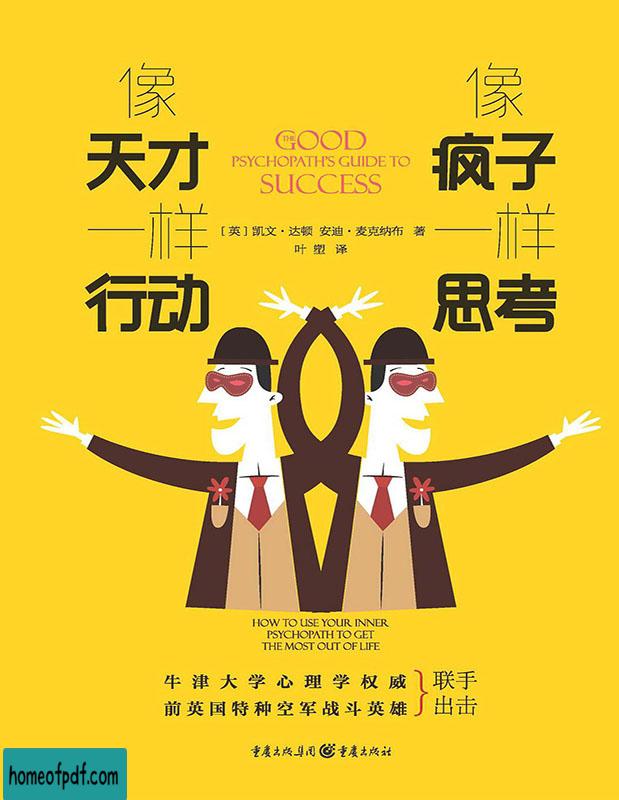 像
疯子
一样
思考
像
天才
一样
行动
THE GOOD
PSYCHOPATH'S GUIDE TO
SUCCESS
[英]凯文·达顿 安迪·麦克纳布 著
叶塑 译
HOW TO USE YOUR INNER
PSYCHOPATH TO GET
THE MOST OUT OF LIFE
牛津大学心理学权威
前英国特种空军战斗英雄
联手
出击
重庆出版集团 重庆出版社
homeofpdf.com